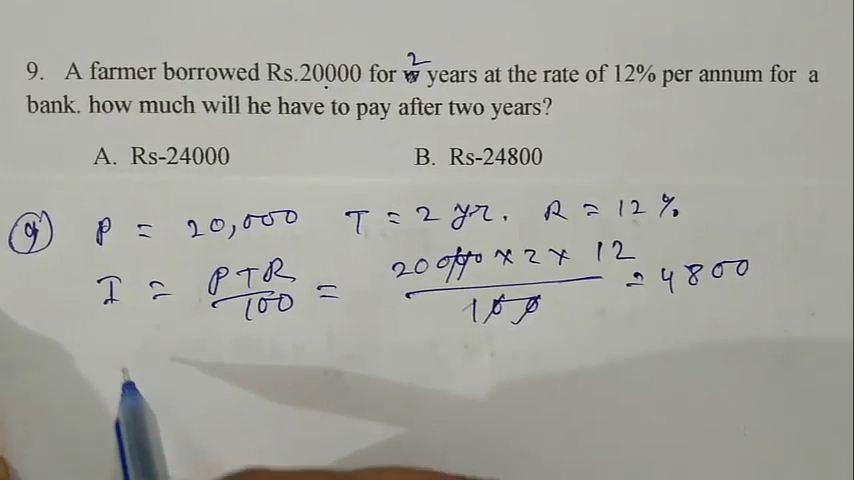 9. A farmer borrowed Rs.20000 for 2 years at the rate of 12% per annum for a
bank. how much will he have to pay after two years?
A. Rs-24000 B. Rs-24800
9 P = 20,000 T = 2 yr. R = 12%
I = PTR/100 = 20000 x 2 x 12/100 = 4800